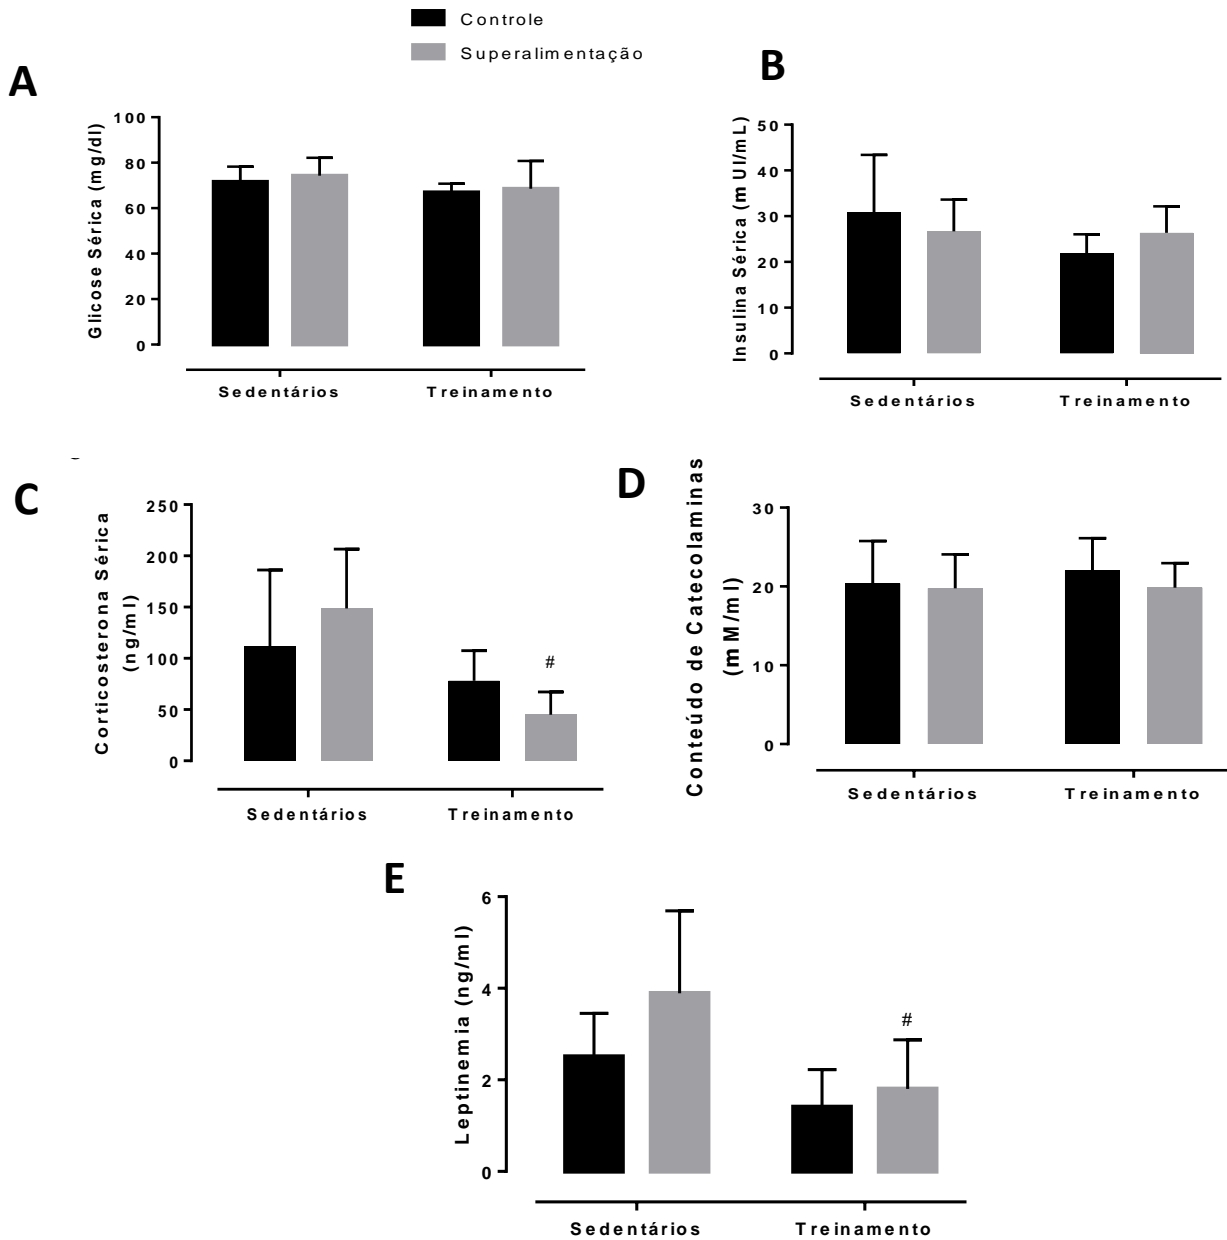 Controle
Superalimentação
A
Glicose Sérica (mg/dl)
100
80
60
40
20
0
Sedentários
Treinamento
B
Insulina Sérica (mUI/mL)
50
40
30
20
10
0
Sedentários
Treinamento
C
Corticosterona Sérica
(ng/ml)
250
200
150
100
50
0
#
Sedentários
Treinamento
D
Conteúdo de Catecolaminas
(mM/ml)
30
20
10
0
Sedentários
Treinamento
E
Leptinemia (ng/ml)
6
4
2
0
#
Sedentários
Treinamento